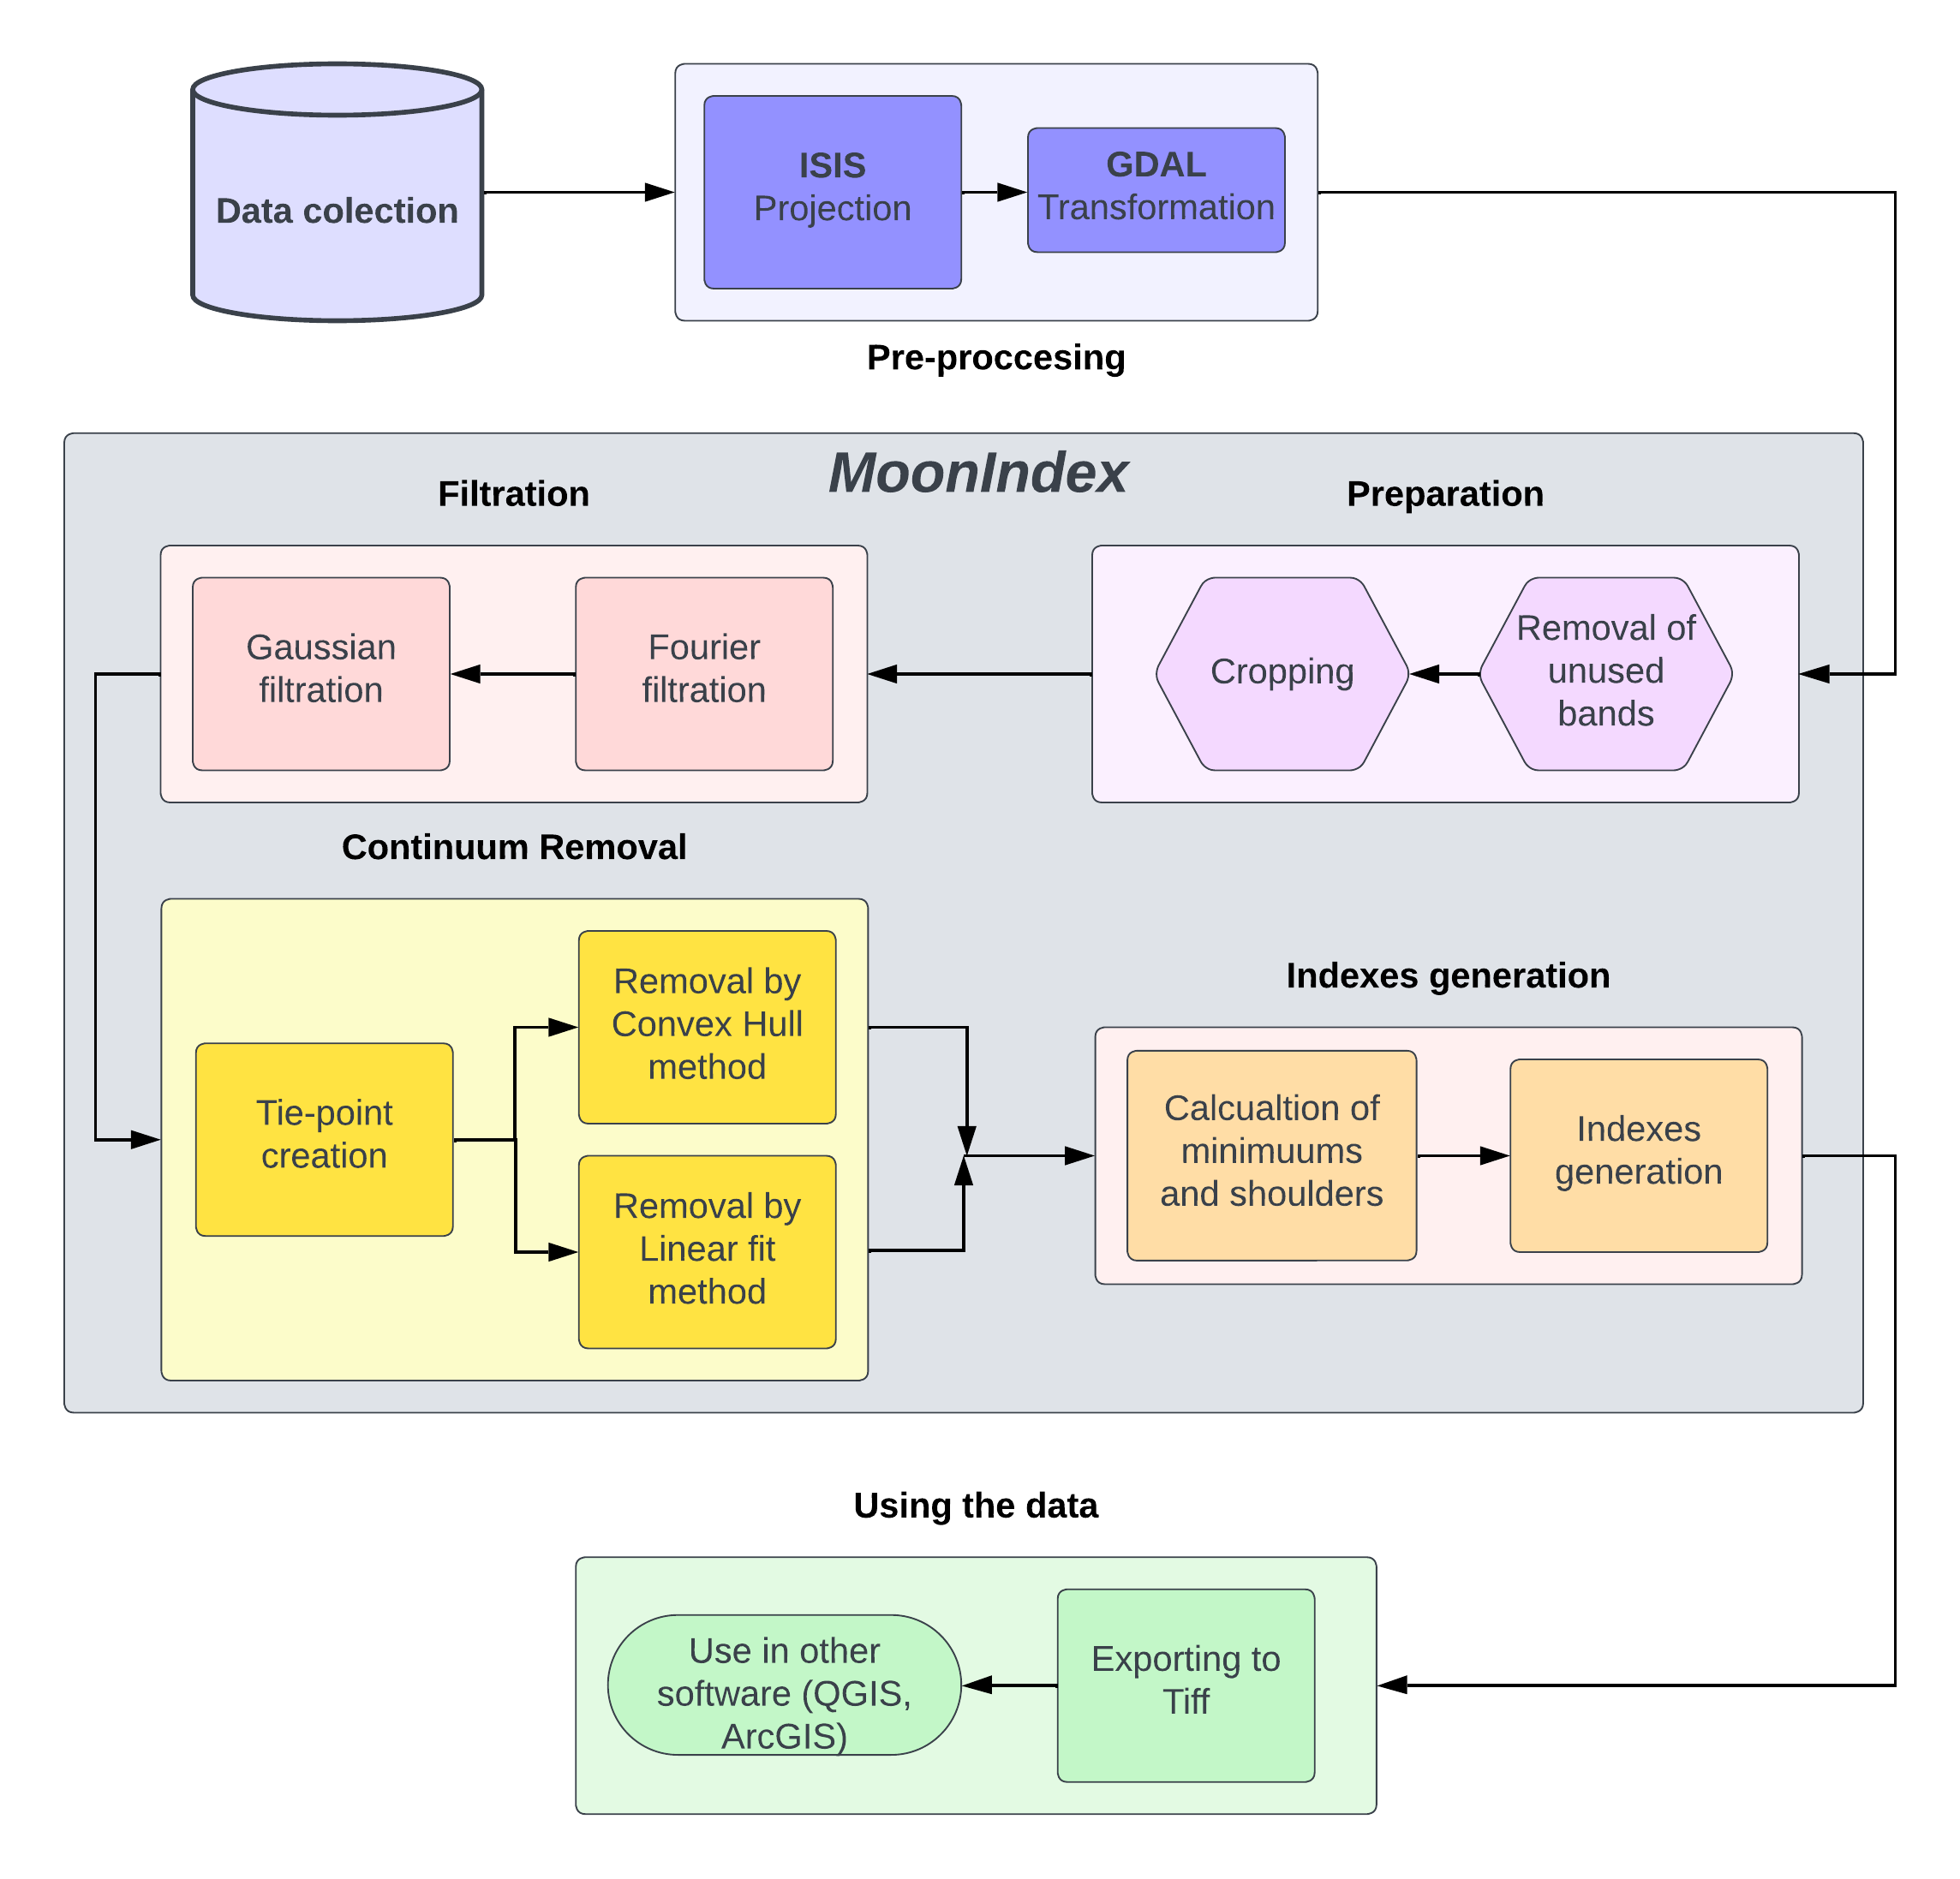 Data colection
ISIS
Projection
GDAL
Transformation
Pre-proccesing
MoonIndex
Filtration
Preparation
Gaussian
filtration
Fourier
filtration
Cropping
Removal of
unused
bands
Continuum Removal
Tie-point
creation
Removal by
Convex Hull
method
Removal by
Linear fit
method
Indexes generation
Calcualtion of
minimuums
and shoulders
Indexes
generation
Using the data
Use in other
software (QGIS,
ArcGIS)
Exporting to
Tiff